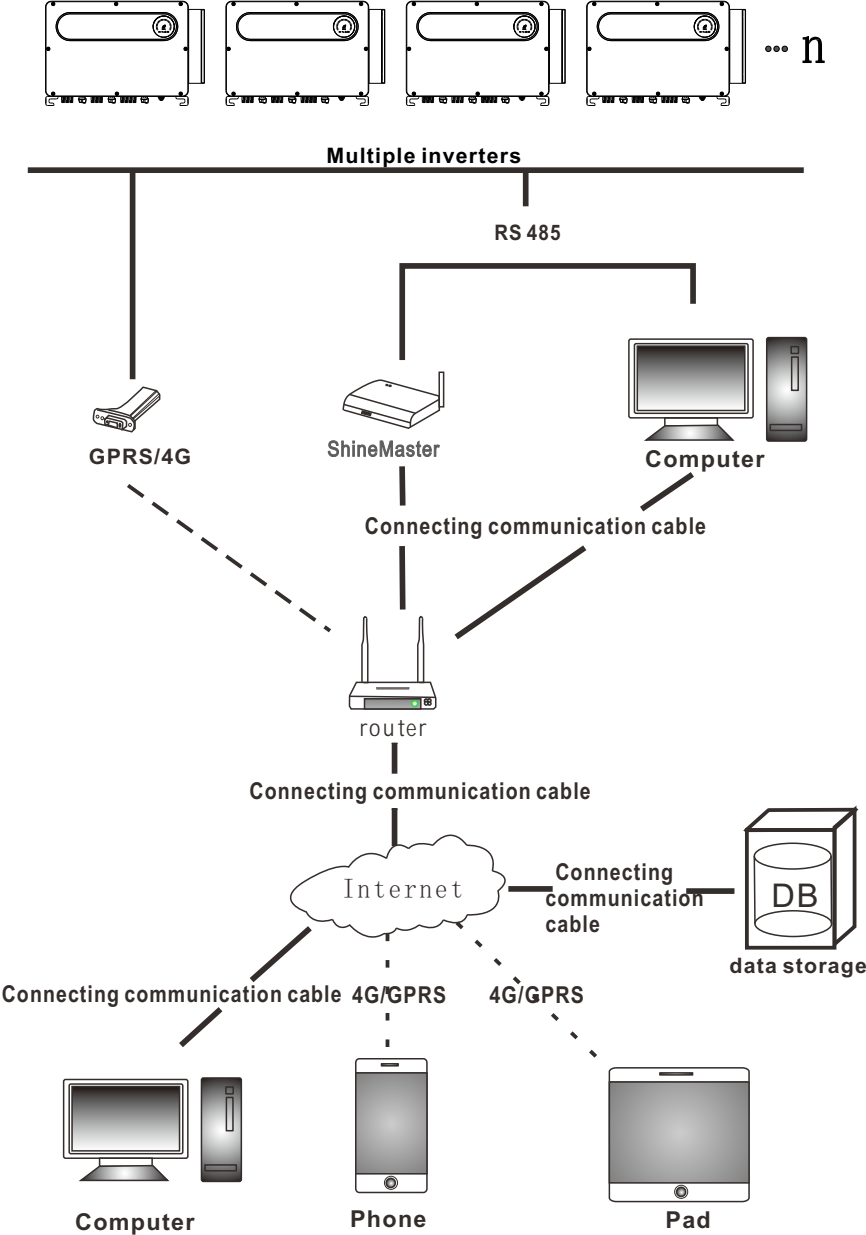 ··· n
Multiple inverters
RS 485
GPRS/4G
ShineMaster
Computer
Connecting communication cable
router
Connecting communication cable
Internet
Connecting
communication
cable
DB
data storage
Connecting communication cable
4G/GPRS
4G/GPRS
Computer
Phone
Pad